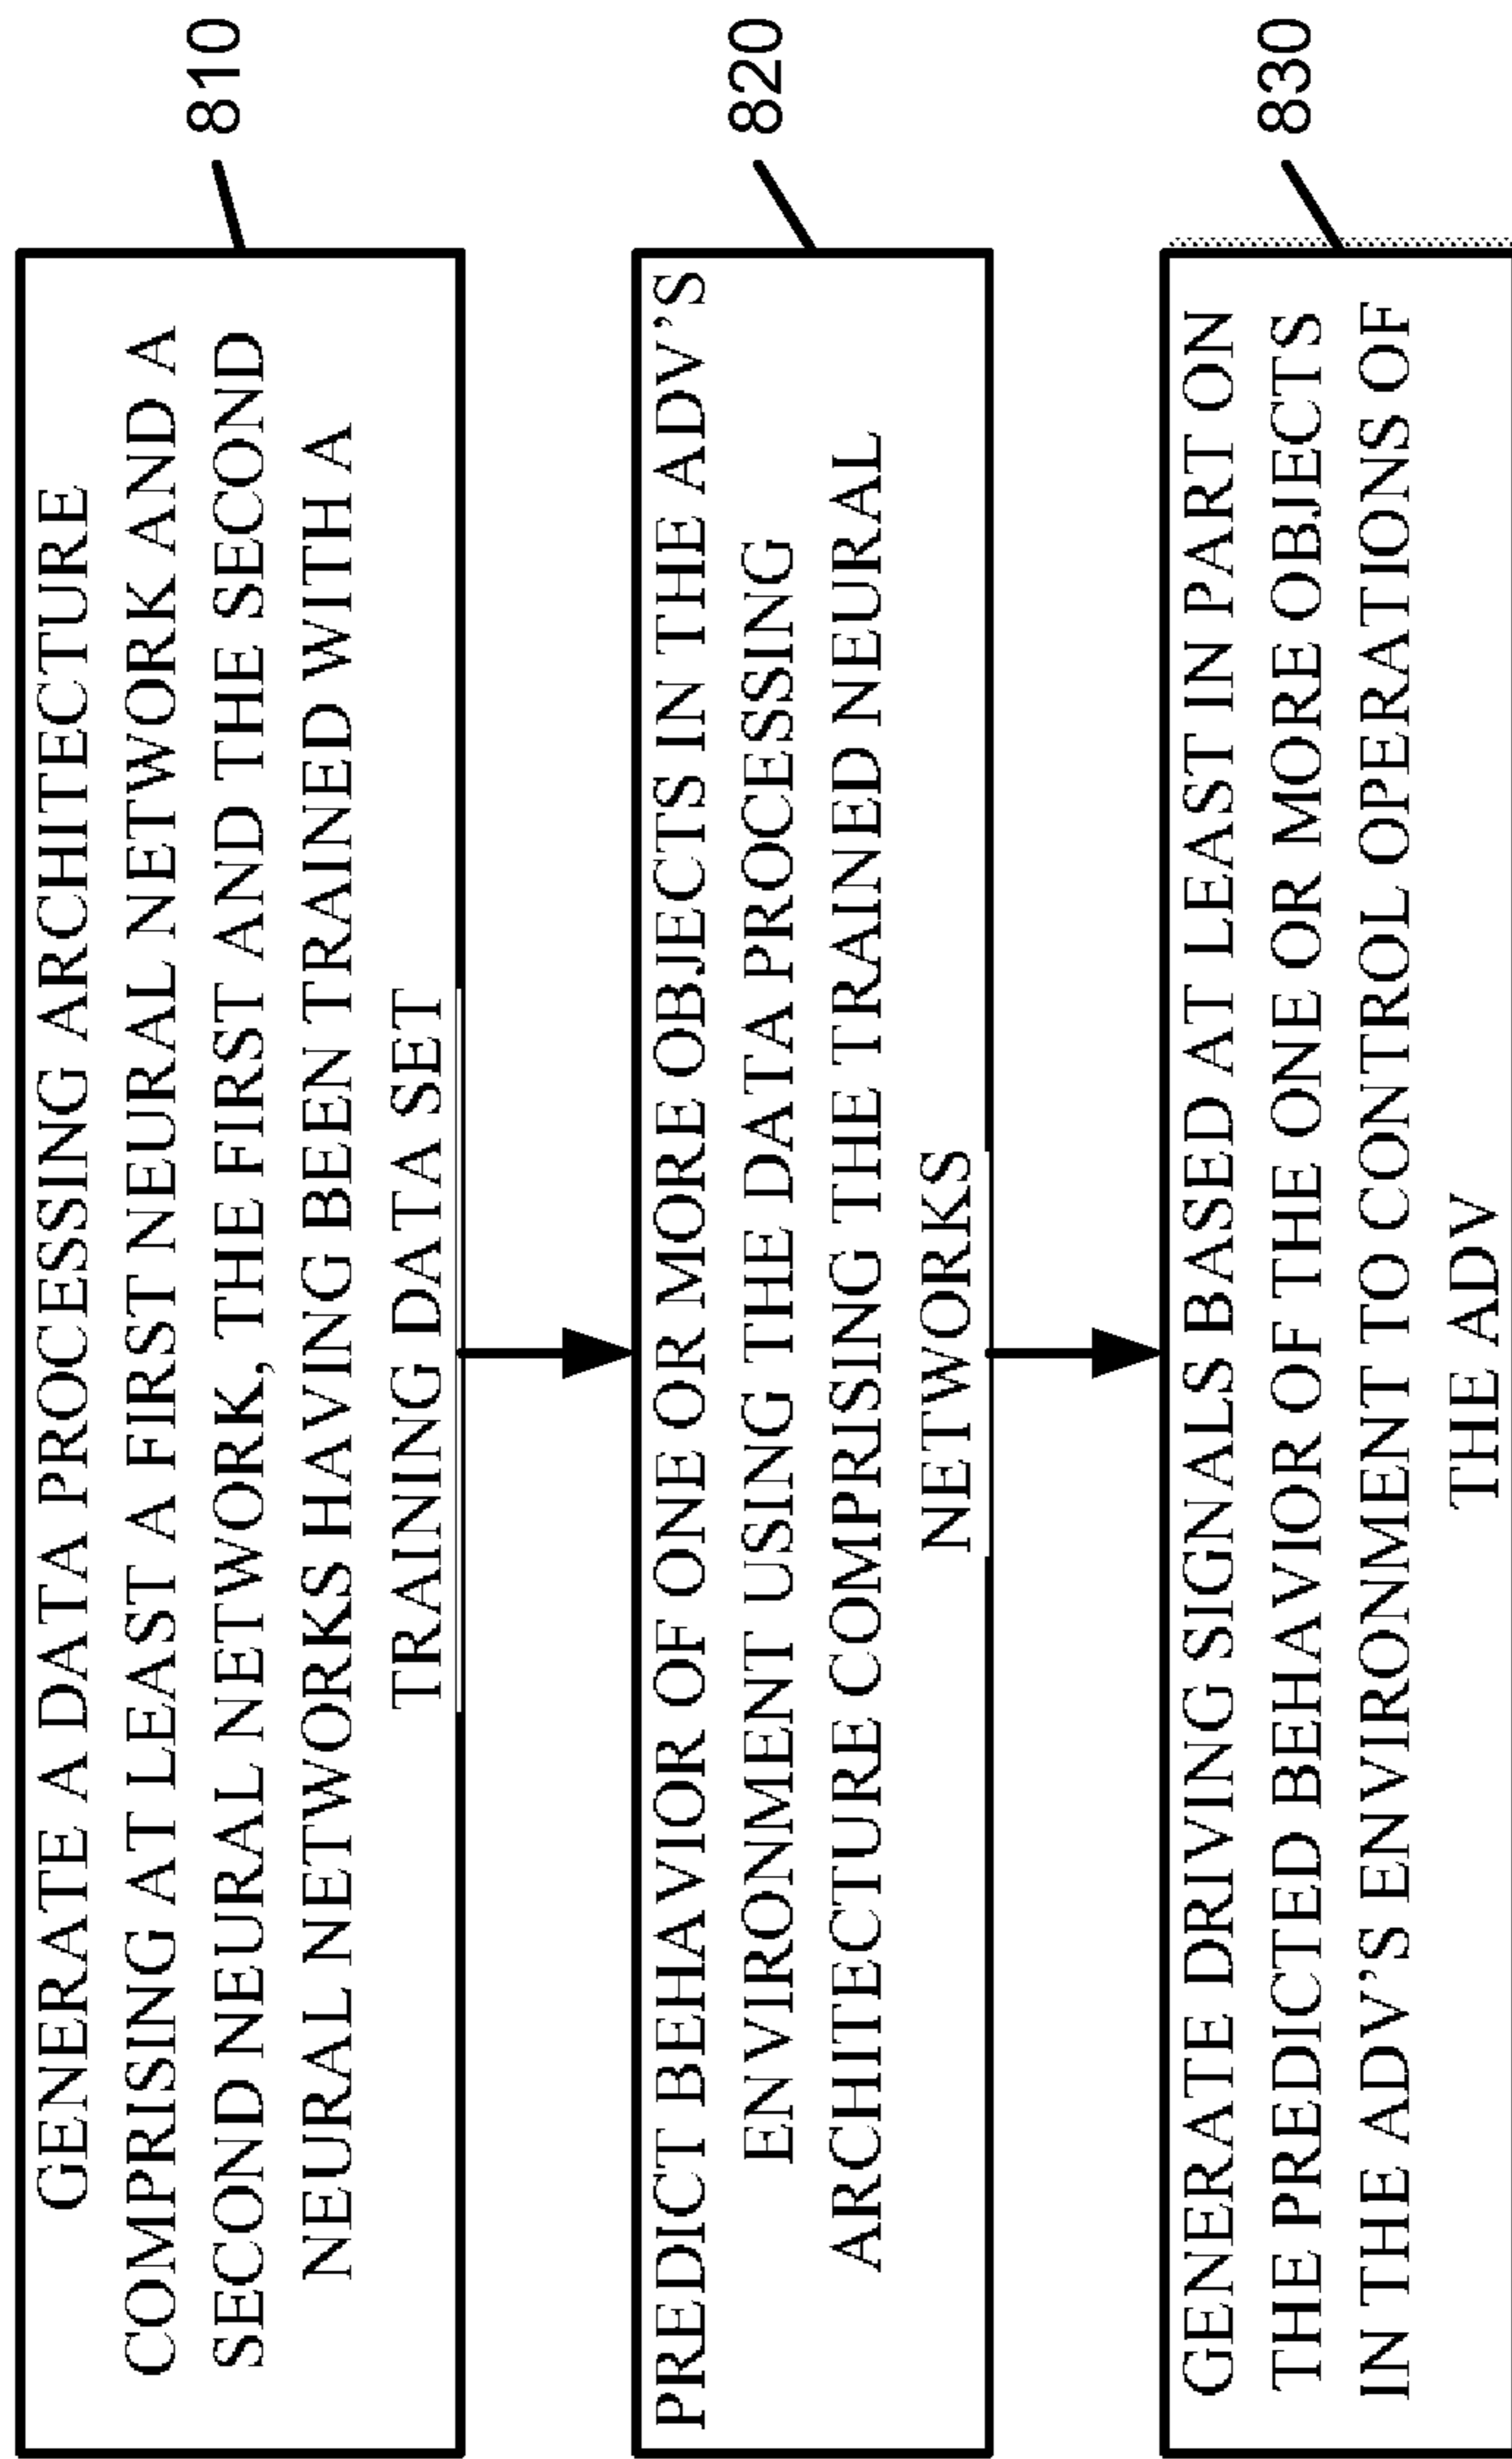 GENERATE A DATA PROCESSING ARCHITECTURE
COMPRISING AT LEAST A FIRST NEURAL NETWORK AND A
SECOND NEURAL NETWORK, THE FIRST AND THE SECOND
NEURAL NETWORKS HAVING BEEN TRAINED WITH A
TRAINING DATA SET
810
PREDICT BEHAVIOR OF ONE OR MORE OBJECTS IN THE ADV'S
ENVIRONMENT USING THE DATA PROCESSING
ARCHITECTURE COMPRISING THE TRAINED NEURAL
NETWORKS
820
GENERATE DRIVING SIGNALS BASED AT LEAST IN PART ON
THE PREDICTED BEHAVIOR OF THE ONE OR MORE OBJECTS
IN THE ADV'S ENVIRONMENT TO CONTROL OPERATIONS OF
THE ADV
830